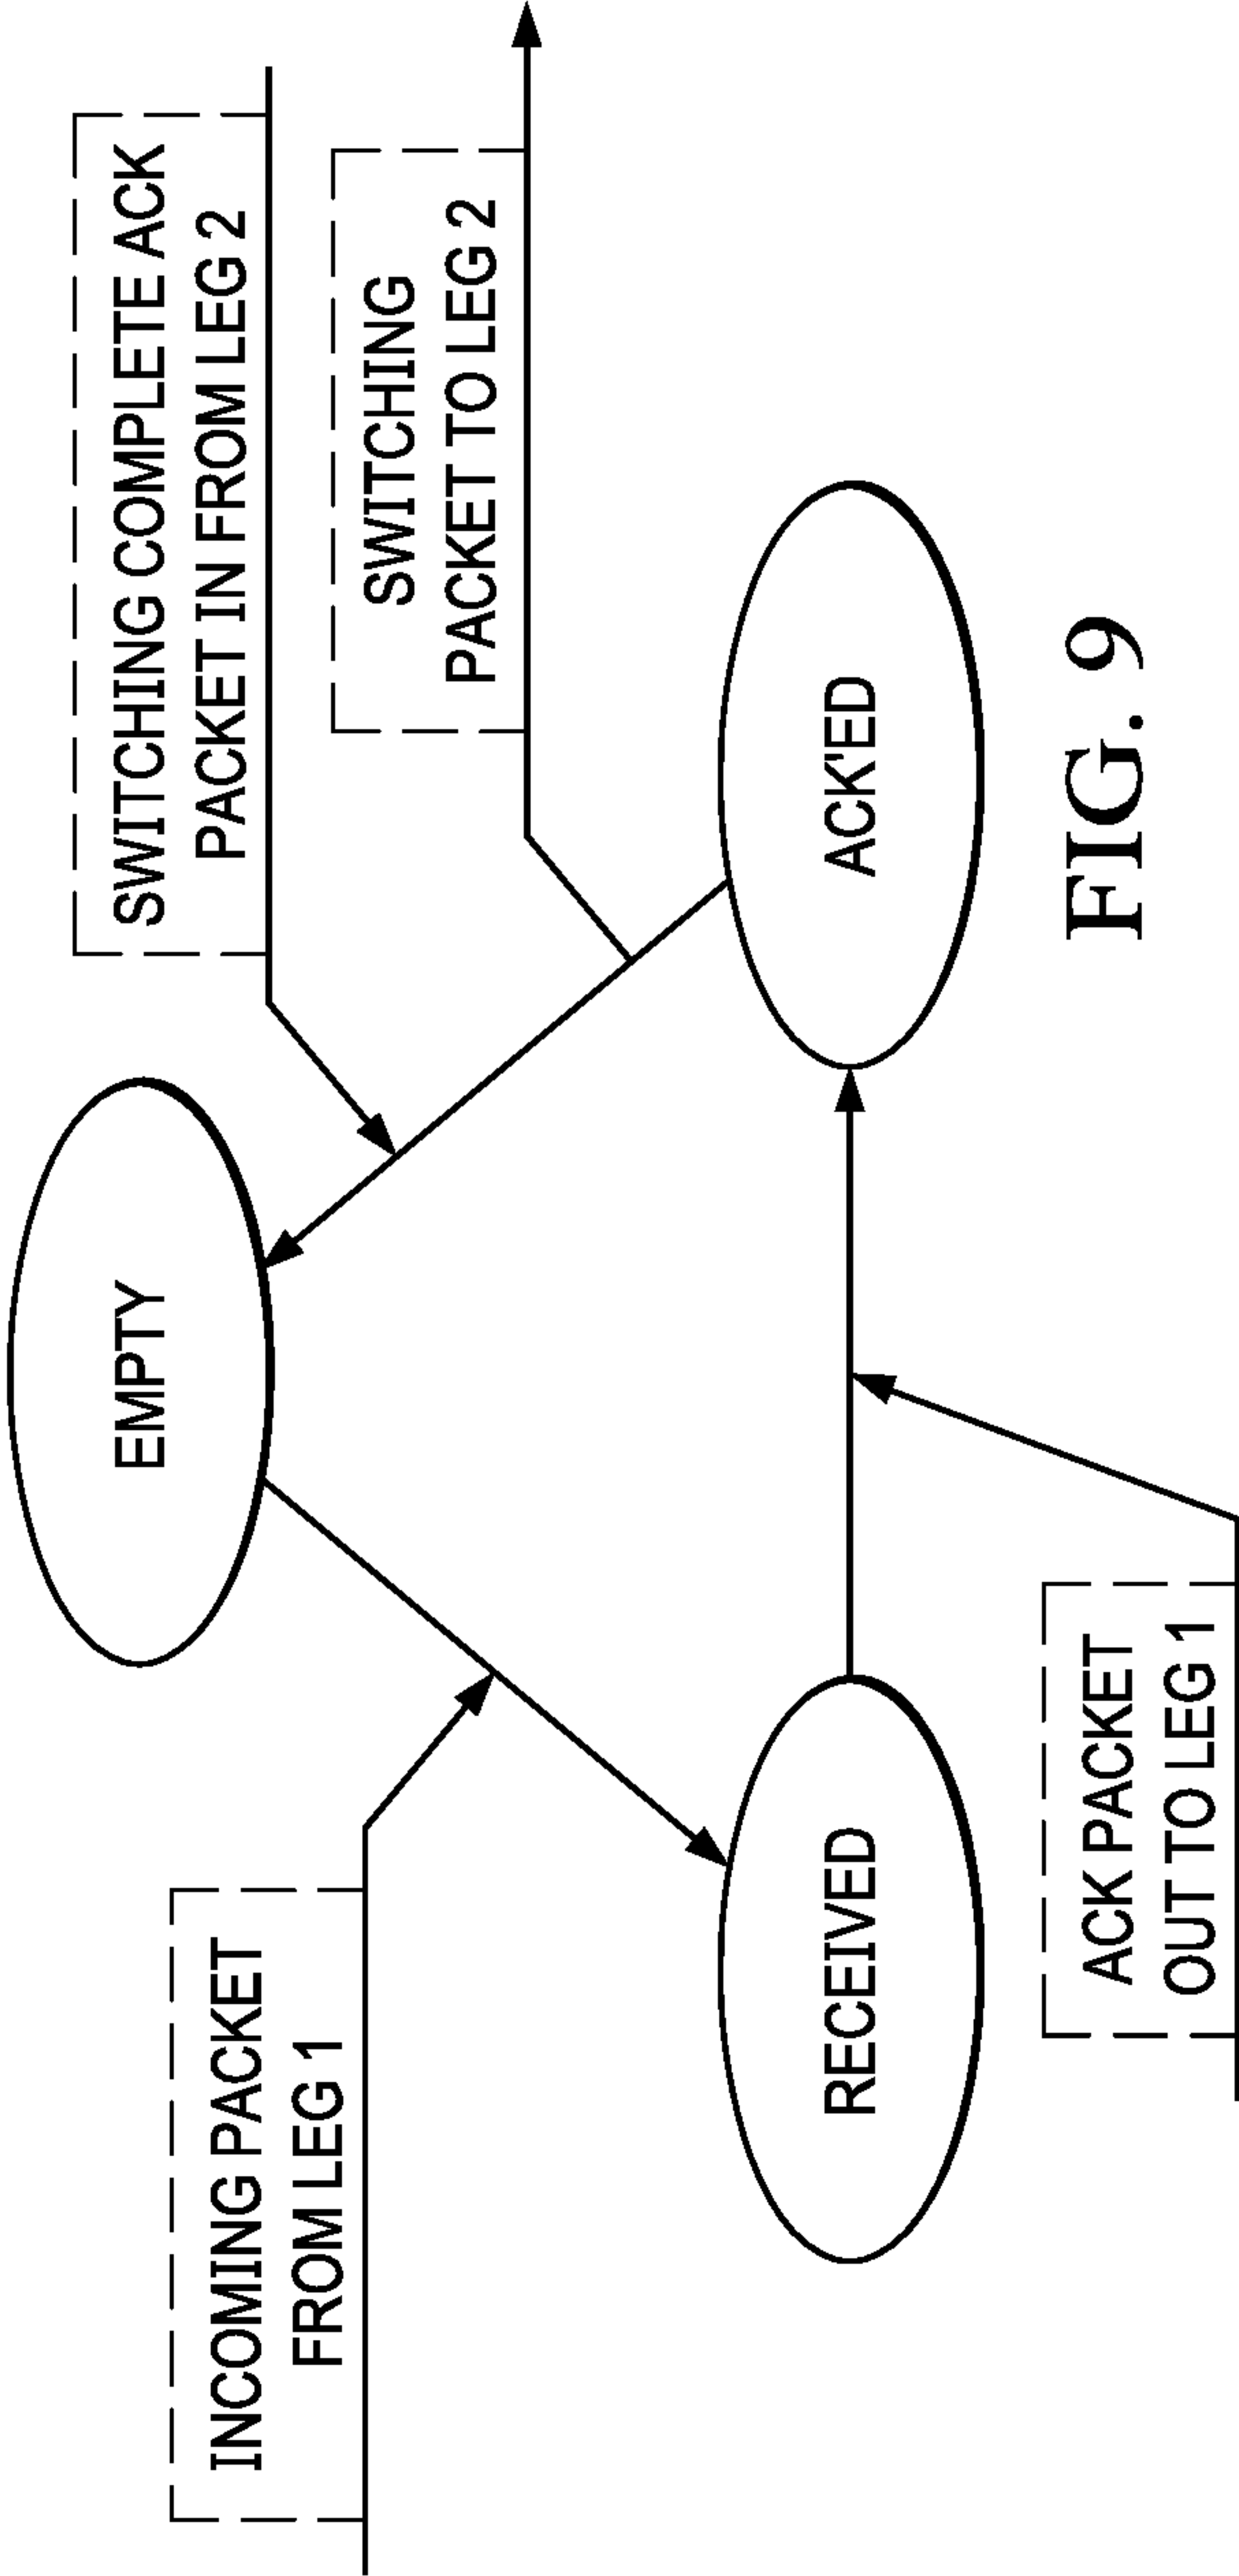 SWITCHING COMPLETE ACK
PACKET IN FROM LEG 2
EMPTY
INCOMING PACKET
FROM LEG 1
SWITCHING
PACKET TO LEG 2
RECEIVED
ACK'ED
ACK PACKET
OUT TO LEG 1
FIG. 9